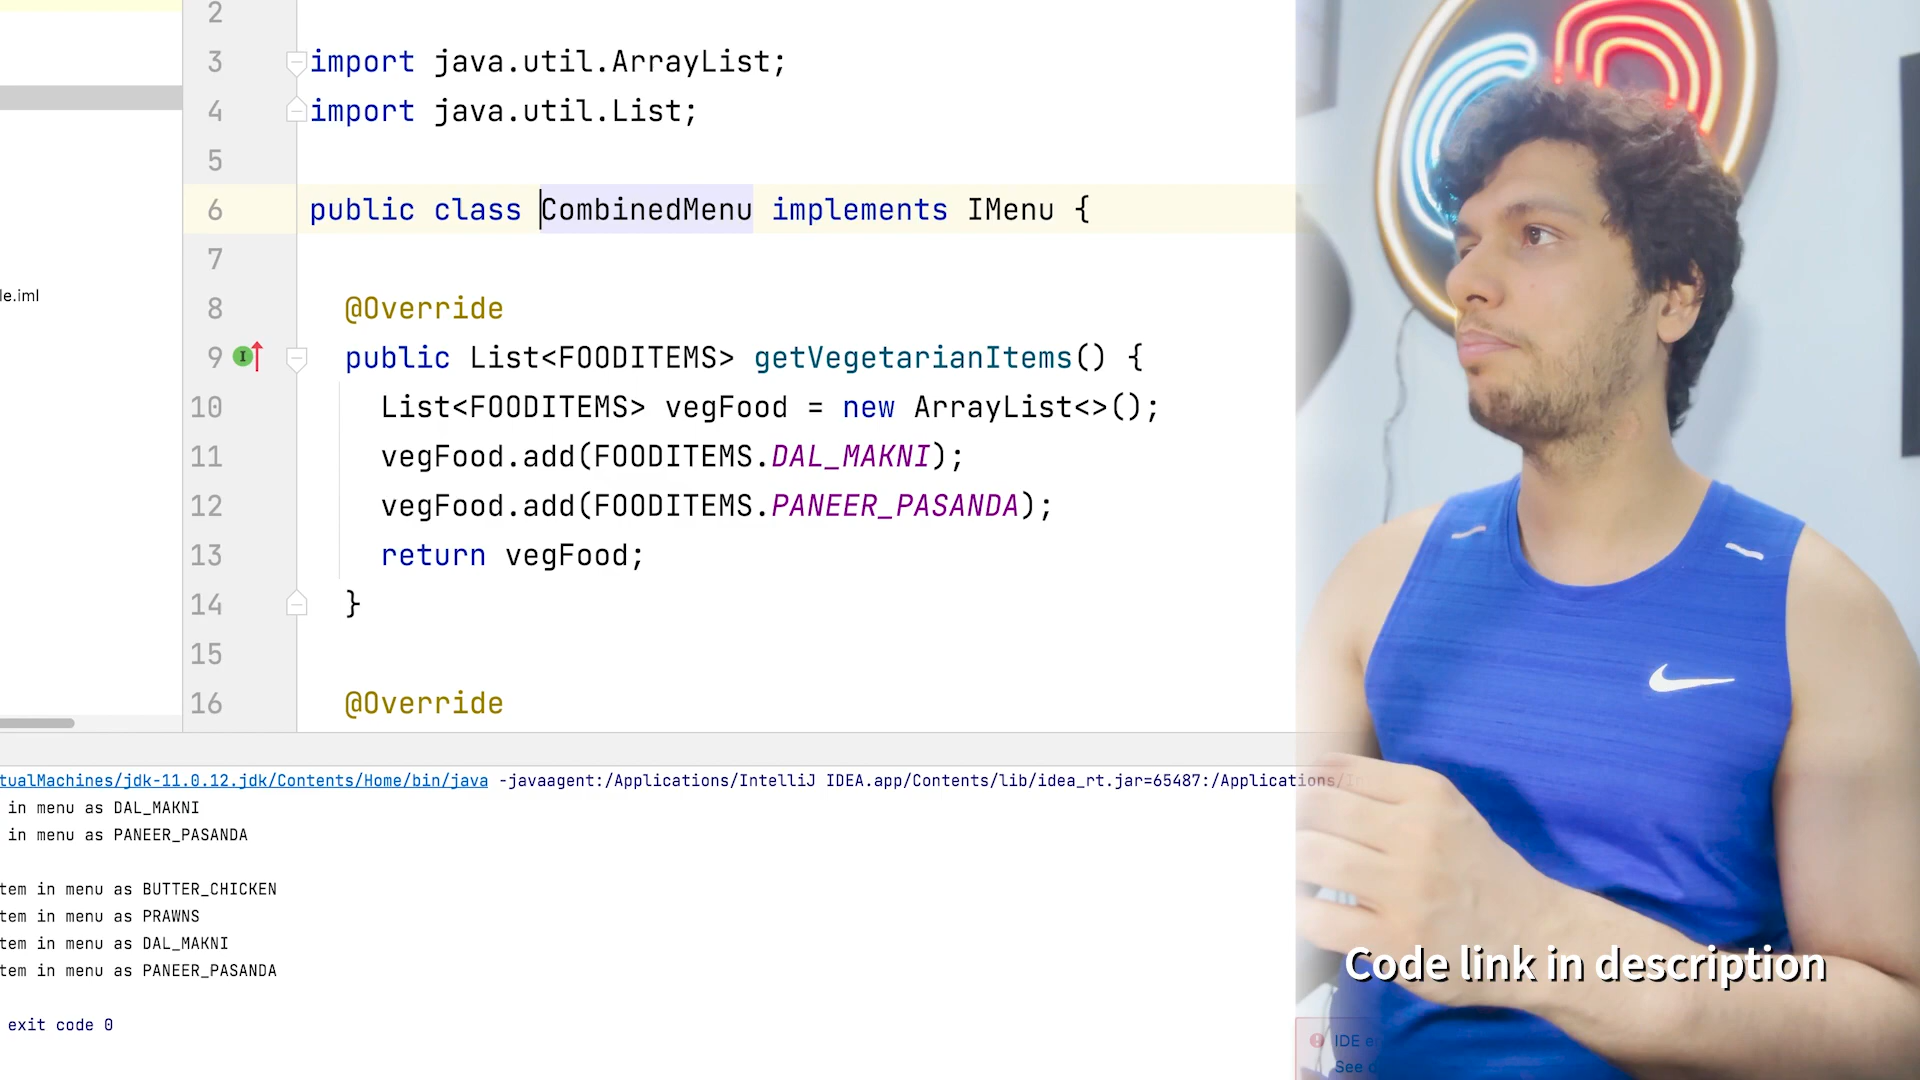 2
3 import java.util.ArrayList;
4 import java.util.List;
5
6 public class CombinedMenu implements IMenu {
7
8 @Override
9 public List<FOODITEMS> getVegetarianItems() {
10 List<FOODITEMS> vegFood = new ArrayList<>();
11 vegFood.add(FOODITEMS.DAL_MAKNI);
12 vegFood.add(FOODITEMS.PANEER_PASANDA);
13 return vegFood;
14 }
15
16 @Override
le.iml
tualMachines/jdk-11.0.12.jdk/Contents/Home/bin/java -javaagent:/Applications/IntelliJ IDEA.app/Contents/lib/idea_rt.jar=65487:/Applications/
in menu as DAL_MAKNI
in menu as PANEER_PASANDA
tem in menu as BUTTER_CHICKEN
tem in menu as PRAWNS
tem in menu as DAL_MAKNI
tem in menu as PANEER_PASANDA
exit code 0
Code link in description
IDE
See